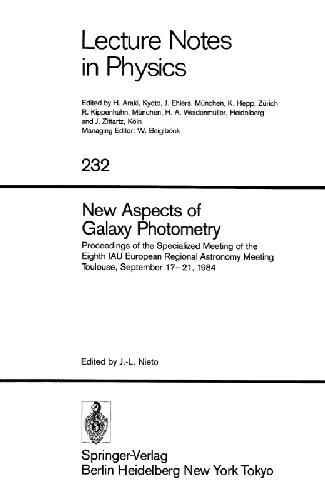 Lecture Notes
in Physics
Edited by H. Araki, Kyoto, J. Ehlers, München, K. Hepp, Zürich
R. Kippenhahn, München, H. A. Weidenmüller, Heidelberg
and J. Zittartz, Köln
Managing Editor: W. Beiglböck
232
New Aspects of
Galaxy Photometry
Proceedings of the Specialized Meeting of the
Eighth IAU European Regional Astronomy Meeting
Toulouse, September 17–21, 1984
Edited by J.-L. Nieto
Springer-Verlag
Berlin Heidelberg New York Tokyo